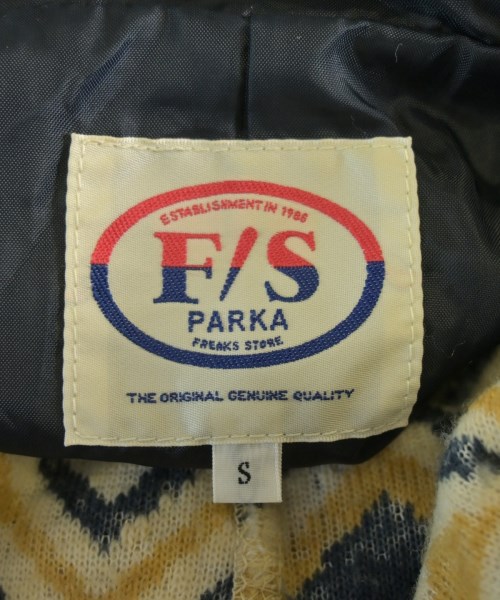 ESTABLISHMENT IN 1986
F/S
PARKA
FREAKS STORE
THE ORIGINAL GENUINE QUALITY
S